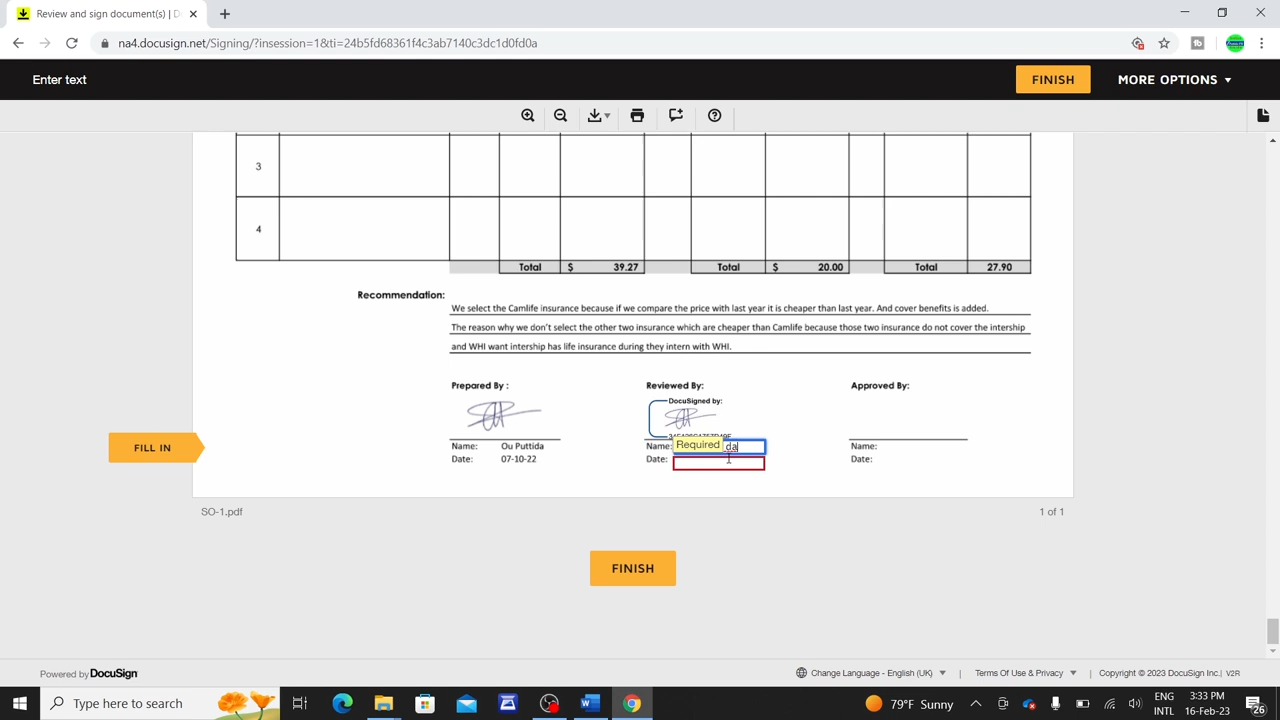 Review and sign document(s) | D
na4.docusign.net/Signing/?insession=1&ti=24b5fd68361f4c3ab7140c3dc1d0fd0a
Enter text
FINISH
MORE OPTIONS
3
4
Total $ 39.27 Total $ 20.00 Total 27.90
Recommendation:
We select the Camlife insurance because if we compare the price with last year it is cheaper than last year. And cover benefits is added.
The reason why we don't select the other two insurance which are cheaper than Camlife because those two insurance do not cover the intership
and WHI want intership has life insurance during they intern with WHI.
Prepared By : Reviewed By: Approved By:
DocuSigned by:
FILL IN
Name: Ou Puttida Name: Required da Name:
Date: 07-10-22 Date: Date:
SO-1.pdf 1 of 1
FINISH
Powered by DocuSign
Change Language - English (UK) | Terms Of Use & Privacy | Copyright © 2023 DocuSign Inc. | V2R
Type here to search
79°F Sunny
ENG
INTL
3:33 PM
16-Feb-23
26